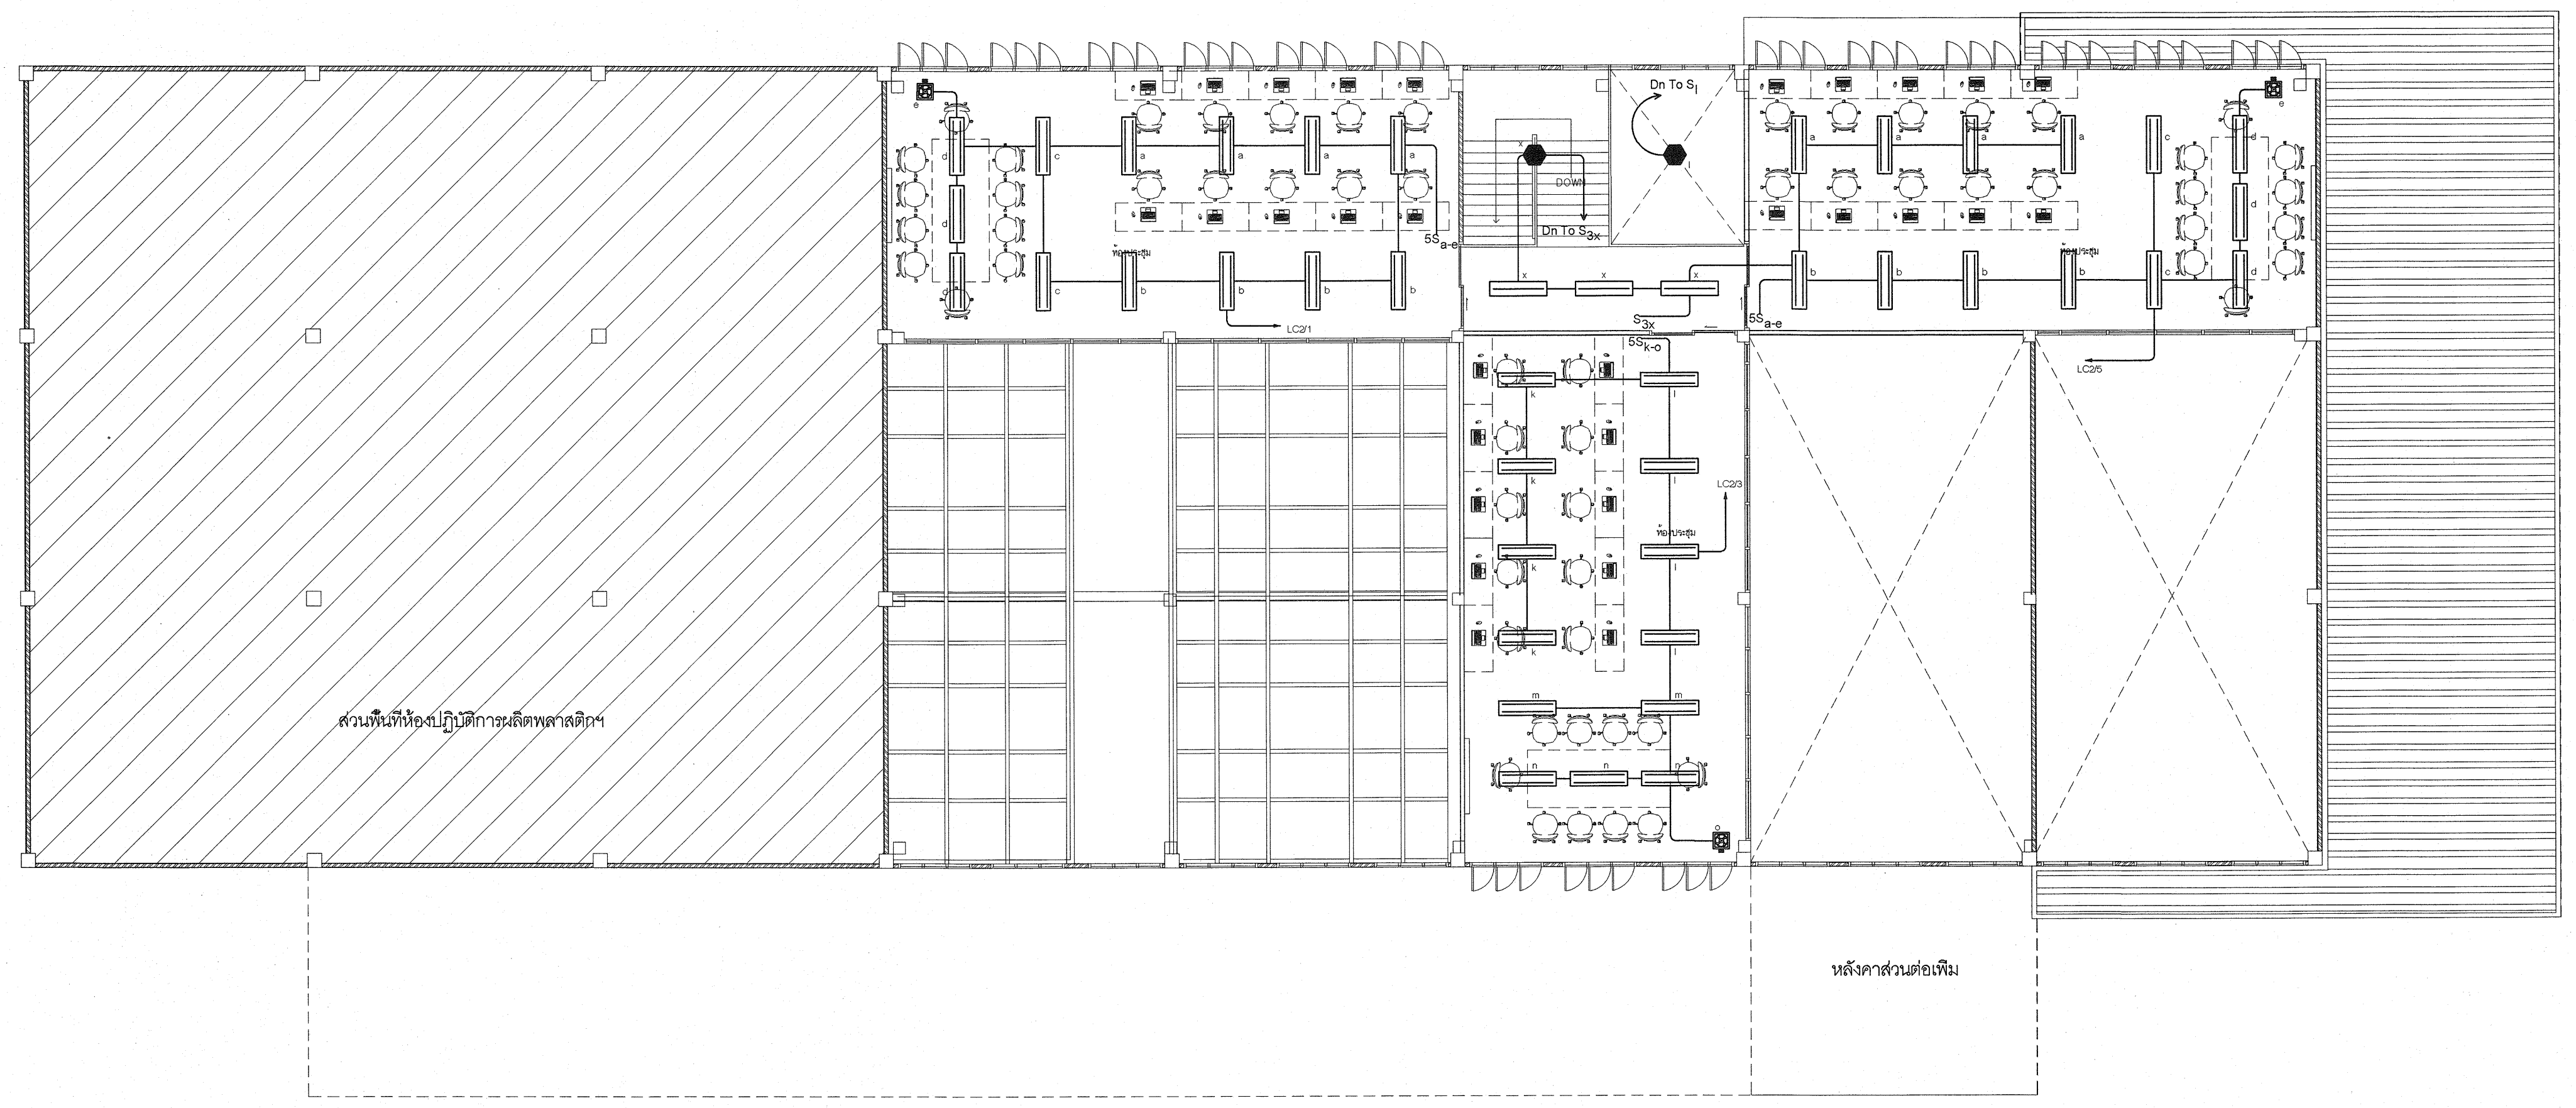 Dn To Sl
e
e
d
c
a
a
a
a
x
l
a
a
a
a
c
d
DOWN
d
d
Dn To S3x
5Sa-e
ห้องประชุม
ห้องประชุม
x
x
x
d
c
b
b
b
b
b
b
b
b
c
d
LC2/1
S3x
5Sa-e
5Sk-o
LC2/5
k
l
k
l
LC2/3
ห้องประชุม
k
l
k
l
m
m
ส่วนพื้นที่ห้องปฏิบัติการผลิตพลาสติกฯ
n
n
n
o
หลังคาส่วนต่อเพิ่ม